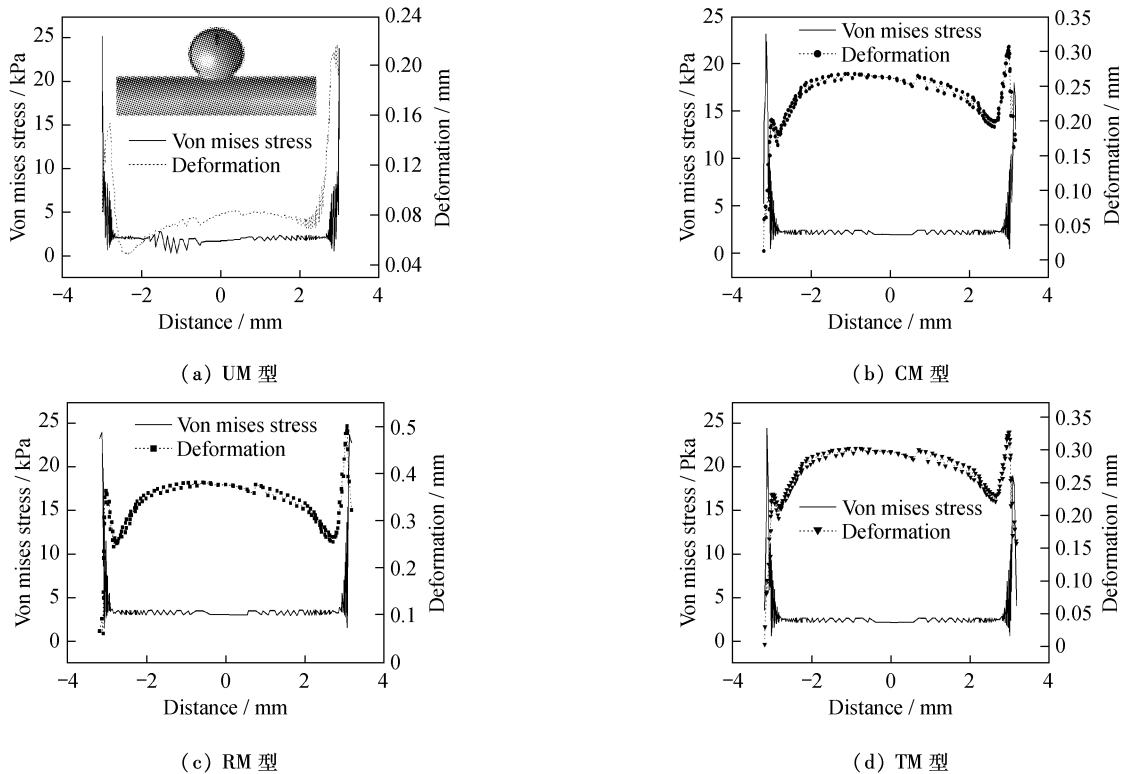 Von mises stress / kPa
25
20
15
10
5
0
Von mises stress
Deformation
0.24
0.20
0.16
0.12
0.08
0.04
Deformation / mm
−4 −2 0 2 4
Distance / mm
(a) UM 型
Von mises stress / kPa
25
20
15
10
5
0
Von mises stress
Deformation
0.35
0.30
0.25
0.20
0.15
0.10
0.05
0
Deformation / mm
−4 −2 0 2 4
Distance / mm
(b) CM 型
Von mises stress / kPa
25
20
15
10
5
0
Von mises stress
Deformation
0.5
0.4
0.3
0.2
0.1
0
Deformation / mm
−4 −2 0 2 4
Distance / mm
(c) RM 型
Von mises stress / Pka
25
20
15
10
5
0
Von mises stress
Deformation
0.35
0.30
0.25
0.20
0.15
0.10
0.05
0
Deformation / mm
−4 −2 0 2 4
Distance / mm
(d) TM 型